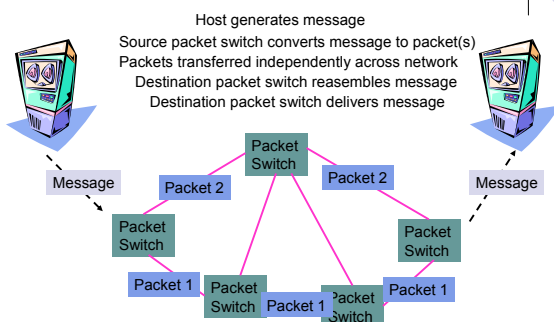 Host generates message
Source packet switch converts message to packet(s)
Packets transferred independently across network
Destination packet switch reasembles message
Destination packet switch delivers message
Packet
Switch
Message
Packet 2
Packet 2
Message
Packet
Switch
Packet
Switch
Packet 1
Packet
Switch
Packet 1
Packet
Switch
Packet 1